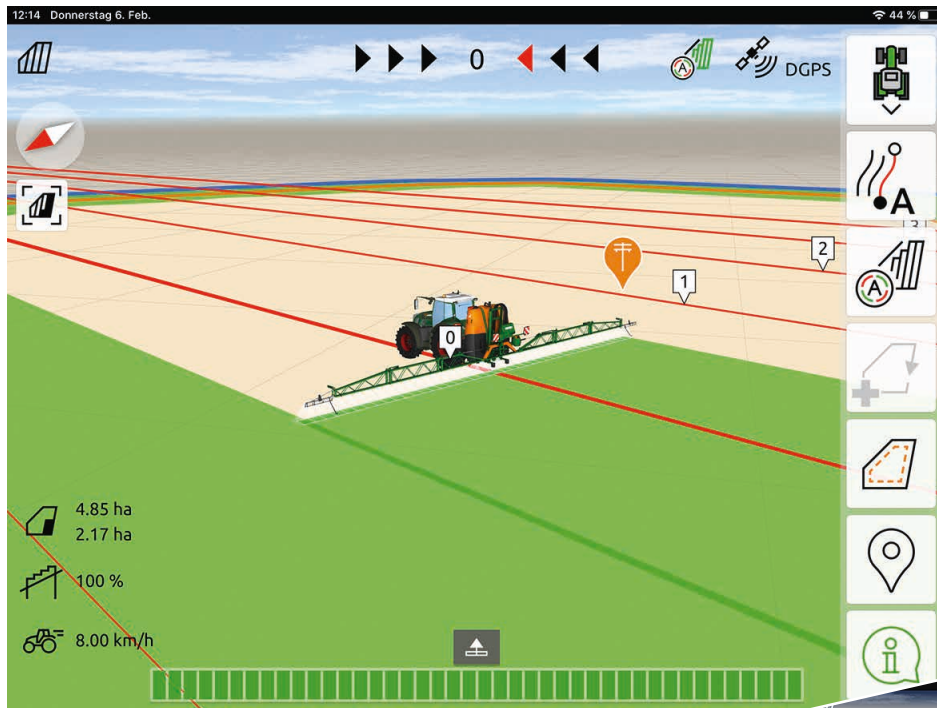 12:14 Donnerstag 6. Feb.
44 %
0
DGPS
A
A
3
2
A
1
0
4.85 ha
2.17 ha
100 %
8.00 km/h